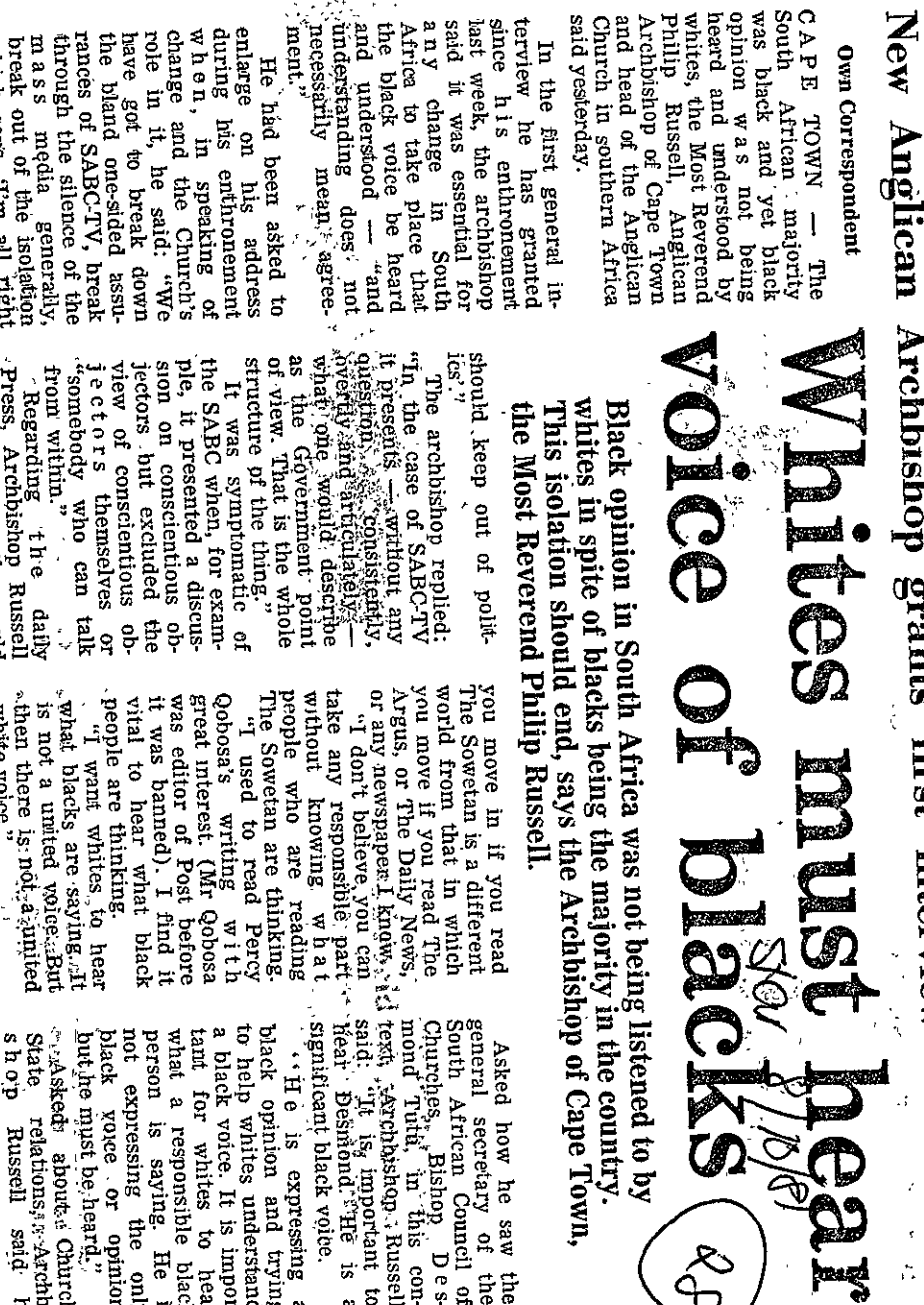 New Anglican Archbishop grants first interview
Whites must hear
voice of blacks
Star 8/10/81
Own Correspondent
CAPE TOWN — The
South African majority
was black and yet black
opinion was not being
heard and understood by
whites, the Most Reverend
Philip Russell, Anglican
Archbishop of Cape Town
and head of the Anglican
Church in southern Africa
said yesterday.
In the first general in-
terview he has granted
since his enthronement
last week, the archbishop
said it was essential for
any change in South
Africa to take place that
the black voice be heard
and understood — “and
understanding does not
necessarily mean agree-
ment.”
He had been asked to
enlarge on his address
during his enthronement
when, in speaking of
change and the Church's
role in it, he said: “We
have got to break down
the bland one-sided assu-
rances of SABC-TV, break
through the silence of the
mass media generally,
break out of the isolation
Black opinion in South Africa was not being listened to by
whites in spite of blacks being the majority in the country.
This isolation should end, says the Archbishop of Cape Town,
the Most Reverend Philip Russell.
should keep out of polit-
ics’.”
The archbishop replied:
“In the case of SABC-TV
it presents — without any
question, consistently,
overtly and articulately —
what one would describe
as the Government point
of view. That is the whole
structure of the thing.”
It was symptomatic of
the SABC when, for exam-
ple, it presented a discus-
sion on conscientious ob-
jectors but excluded the
view of conscientious ob-
jectors themselves or
“somebody who can talk
from within.”
Regarding the daily
Press, Archbishop Russell
you move in if you read
The Sowetan is a different
world from that in which
you move if you read The
Argus, or The Daily News,
or any newspaper I know.
“I don't believe you can
take any responsible part
without knowing what
people who are reading
The Sowetan are thinking.
“I used to read Percy
Qobosa's writing with
great interest. (Mr Qobosa
was editor of Post before
it was banned). I find it
vital to hear what black
people are thinking.
“I want whites to hear
what blacks are saying. It
is not a united voice. But
then there is not a united
white voice.”
Asked how he saw the
general secretary of the
South African Council of
Churches, Bishop Des-
mond Tutu, in this con-
text, Archbishop Russell
said: “It is important to
hear Desmond. He is a
significant black voice.
“He is expressing a
black opinion and trying
to help whites understand
a black voice. It is impor
tant for whites to hea
what a responsible blac
person is saying. He i
not expressing the onl
black voice or opinion
but he must be heard.”
Asked about Church
State relations, Archb
shop Russell said h